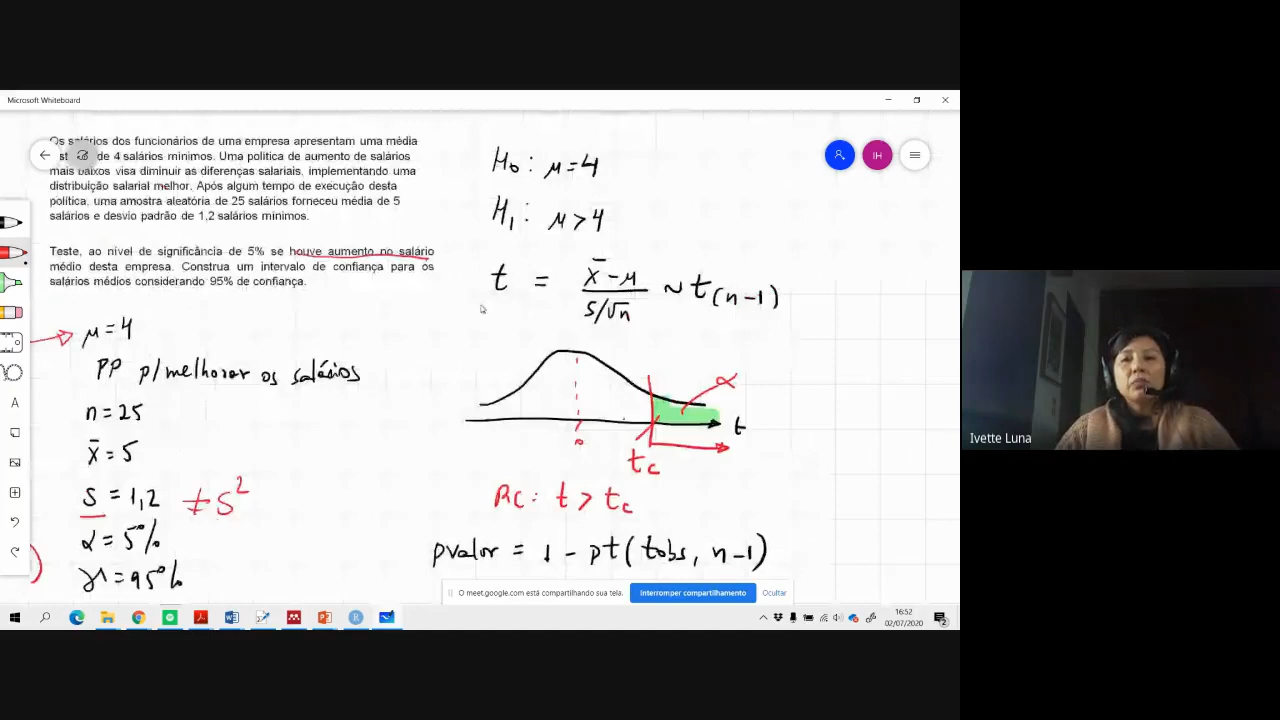 Microsoft Whiteboard
Os salários dos funcionários de uma empresa apresentam uma média
de 4 salários mínimos. Uma política de aumento de salários
mais baixos visa diminuir as diferenças salariais, implementando uma
distribuição salarial melhor. Após algum tempo de execução desta
política, uma amostra aleatória de 25 salários forneceu média de 5
salários e desvio padrão de 1,2 salários mínimos.
Teste, ao nível de significância de 5% se houve aumento no salário
médio desta empresa. Construa um intervalo de confiança para os
salários médios considerando 95% de confiança.
μ = 4
PP p/melhorar os salários
n = 25
x̄ = 5
S = 1,2 ≠ S²
α = 5%
γ = 95%
H₀ : μ = 4
H₁ : μ > 4
t = (x̄ - μ)/(S/√n) ~ t(n-1)
α
t
tc
RC: t > tc
pvalor = 1 - pt(tobs, n-1)
IH
A
O meet.google.com está compartilhando sua tela.
Interromper compartilhamento
Ocultar
16:52
02/07/2020
Ivette Luna